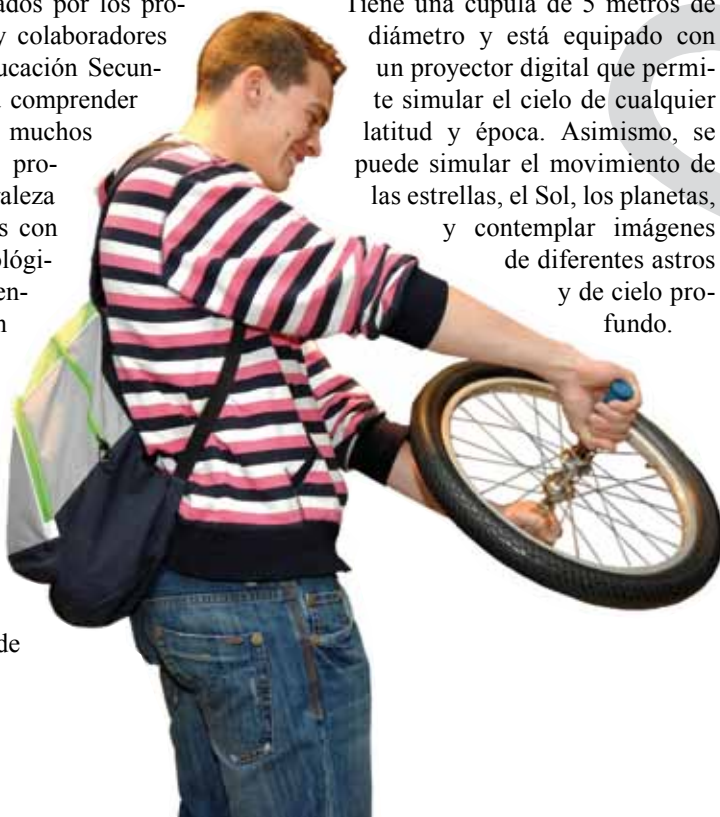 ados por los pro-
y colaboradores
ucación Secun-
comprender
muchos
pro-
raleza
s con
ológi-
en-
n
de
Tiene una cúpula de 5 metros de
diámetro y está equipado con
un proyector digital que permi-
te simular el cielo de cualquier
latitud y época. Asimismo, se
puede simular el movimiento de
las estrellas, el Sol, los planetas,
y contemplar imágenes
de diferentes astros
y de cielo pro-
fundo.